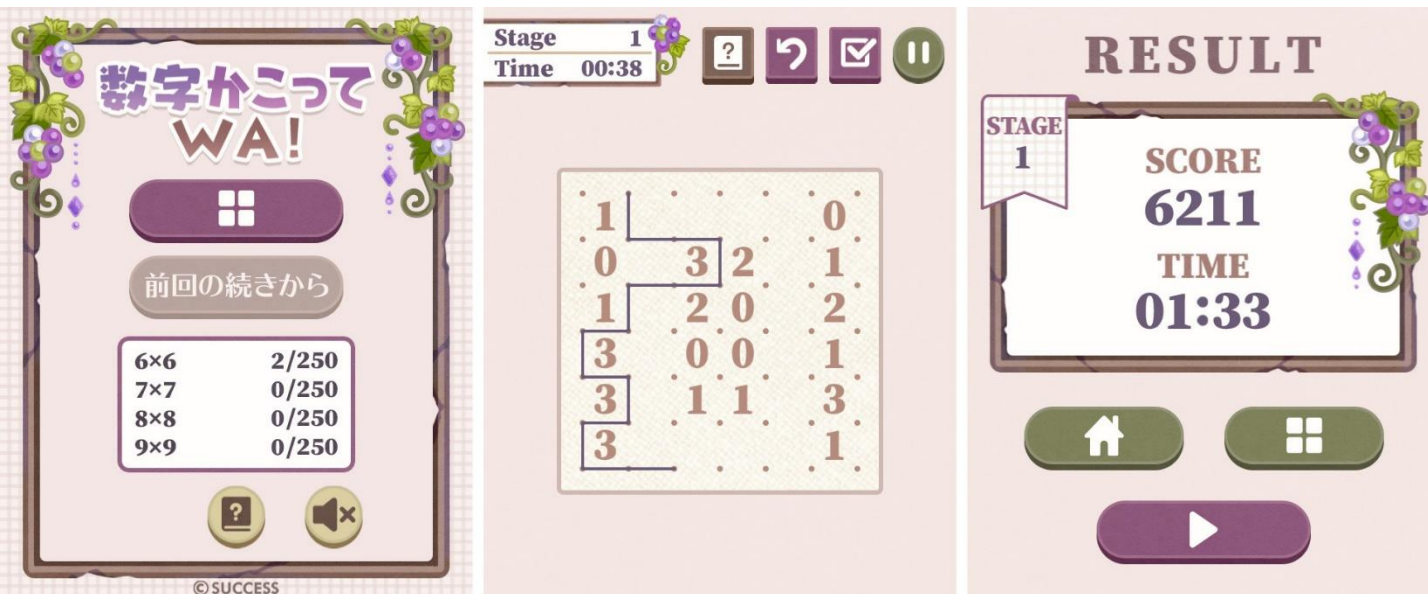 数字かこって
WA!
前回の続きから
6×6 2/250
7×7 0/250
8×8 0/250
9×9 0/250
?
© SUCCESS
Stage 1
Time 00:38
?
1 0
0 3 2 1
1 2 0 2
3 0 0 1
3 1 1 3
3 1
RESULT
STAGE
1
SCORE
6211
TIME
01:33